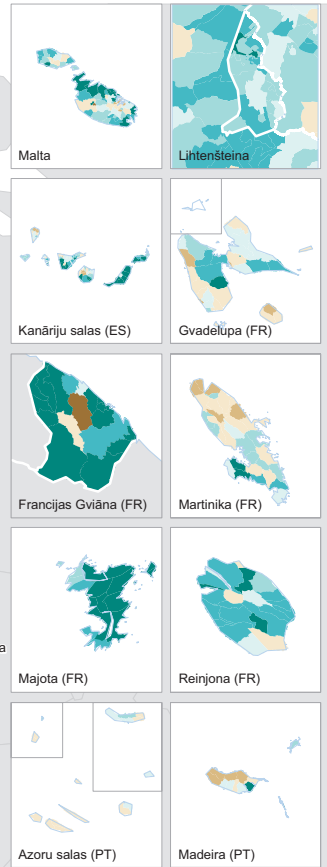 Malta
Lihtenšteina
Kanāriju salas (ES)
Gvadelupa (FR)
Francijas Gviāna (FR)
Martinika (FR)
a
Majota (FR)
Reinjona (FR)
Azoru salas (PT)
Madeira (PT)